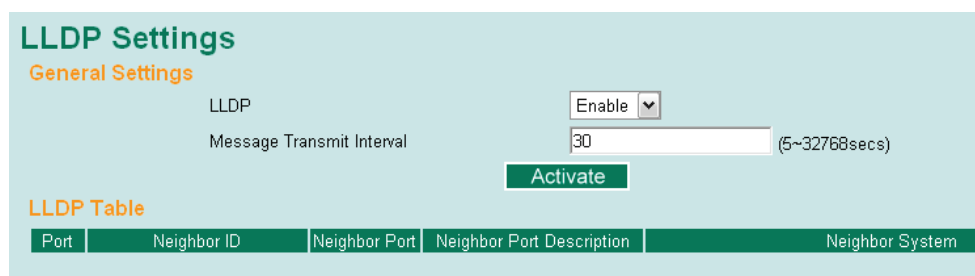 LLDP Settings
General Settings
LLDP Enable
Message Transmit Interval 30 (5~32768secs)
Activate
LLDP Table
Port Neighbor ID Neighbor Port Neighbor Port Description Neighbor System